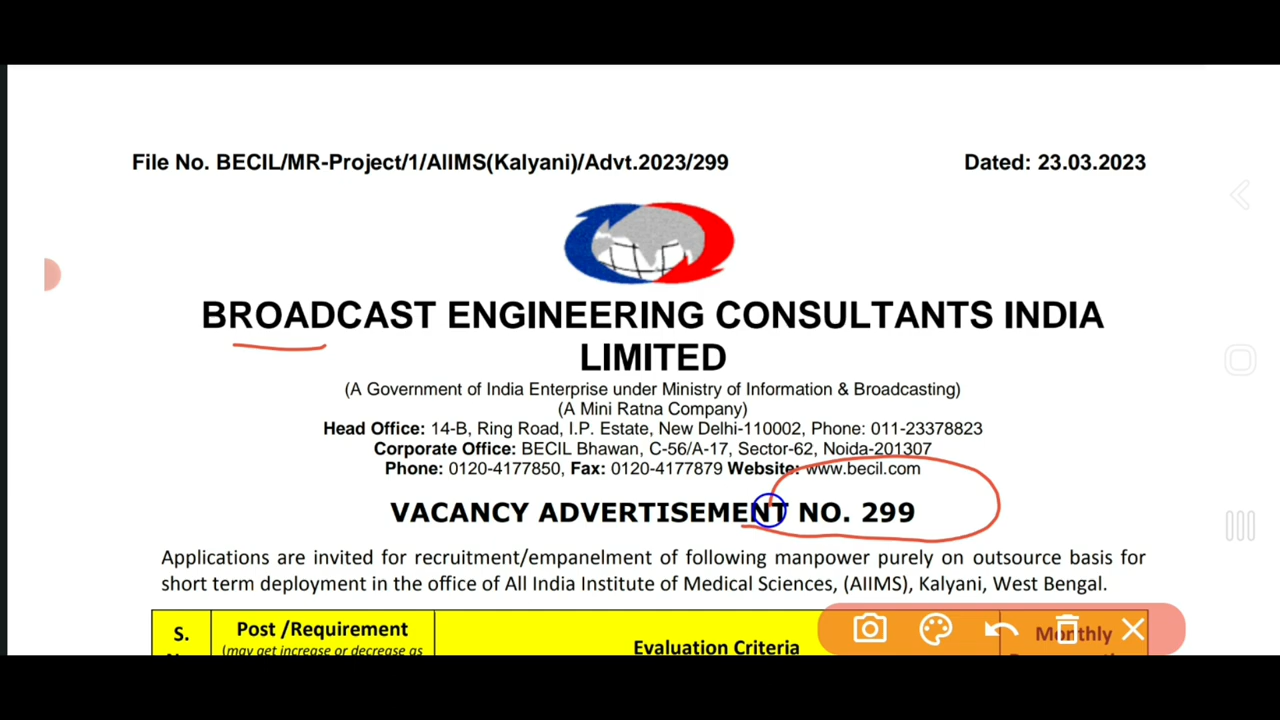 File No. BECIL/MR-Project/1/AIIMS(Kalyani)/Advt.2023/299 Dated: 23.03.2023
BROADCAST ENGINEERING CONSULTANTS INDIA
LIMITED
(A Government of India Enterprise under Ministry of Information & Broadcasting)
(A Mini Ratna Company)
Head Office: 14-B, Ring Road, I.P. Estate, New Delhi-110002, Phone: 011-23378823
Corporate Office: BECIL Bhawan, C-56/A-17, Sector-62, Noida-201307
Phone: 0120-4177850, Fax: 0120-4177879 Website: www.becil.com
VACANCY ADVERTISEMENT NO. 299
Applications are invited for recruitment/empanelment of following manpower purely on outsource basis for
short term deployment in the office of All India Institute of Medical Sciences, (AIIMS), Kalyani, West Bengal.
S. Post /Requirement Evaluation Criteria Monthly
(may get increase or decrease as